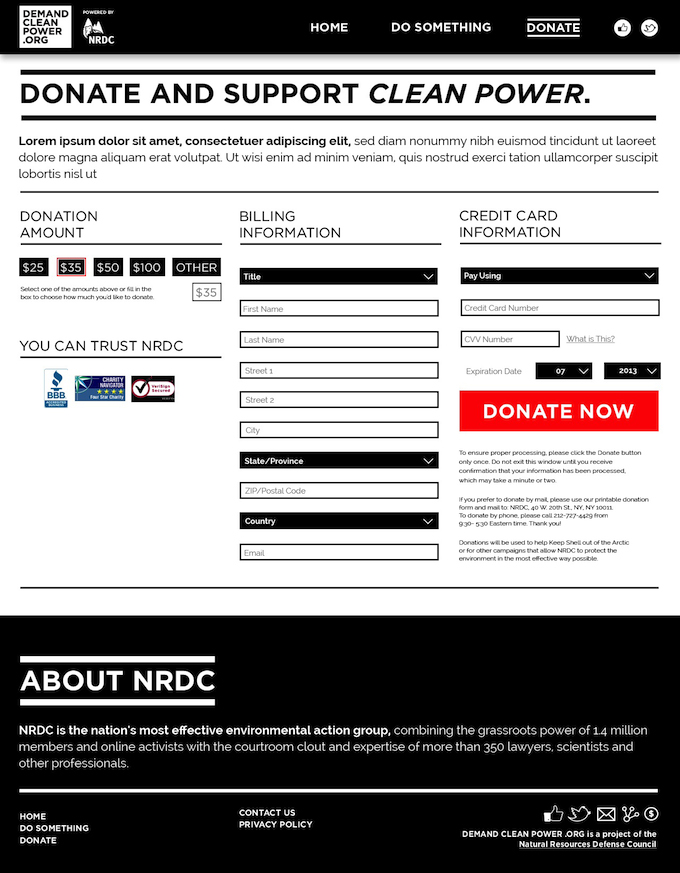 DEMAND
CLEAN
POWER
.ORG
POWERED BY
NRDC
HOME
DO SOMETHING
DONATE
DONATE AND SUPPORT CLEAN POWER.
Lorem ipsum dolor sit amet, consectetuer adipiscing elit, sed diam nonummy nibh euismod tincidunt ut laoreet
dolore magna aliquam erat volutpat. Ut wisi enim ad minim veniam, quis nostrud exerci tation ullamcorper suscipit
lobortis nisl ut
DONATION
AMOUNT
$25
$35
$50
$100
OTHER
Select one of the amounts above or fill in the
box to choose how much you'd like to donate.
$35
YOU CAN TRUST NRDC
BBB
ACCREDITED
BUSINESS
CHARITY
NAVIGATOR
Four Star Charity
VeriSign
Secured
BILLING
INFORMATION
Title
First Name
Last Name
Street 1
Street 2
City
State/Province
ZIP/Postal Code
Country
Email
CREDIT CARD
INFORMATION
Pay Using
Credit Card Number
CVV Number
What is This?
Expiration Date
07
2013
DONATE NOW
To ensure proper processing, please click the Donate button
only once. Do not exit this window until you receive
confirmation that your information has been processed,
which may take a minute or two.
If you prefer to donate by mail, please use our printable donation
form and mail to: NRDC, 40 W. 20th St., NY, NY 10011.
To donate by phone, please call 212-727-4429 from
9:30- 5:30 Eastern time. Thank you!
Donations will be used to help Keep Shell out of the Arctic
or for other campaigns that allow NRDC to protect the
environment in the most effective way possible.
ABOUT NRDC
NRDC is the nation's most effective environmental action group, combining the grassroots power of 1.4 million
members and online activists with the courtroom clout and expertise of more than 350 lawyers, scientists and
other professionals.
HOME
DO SOMETHING
DONATE
CONTACT US
PRIVACY POLICY
$
DEMAND CLEAN POWER .ORG is a project of the
Natural Resources Defense Council